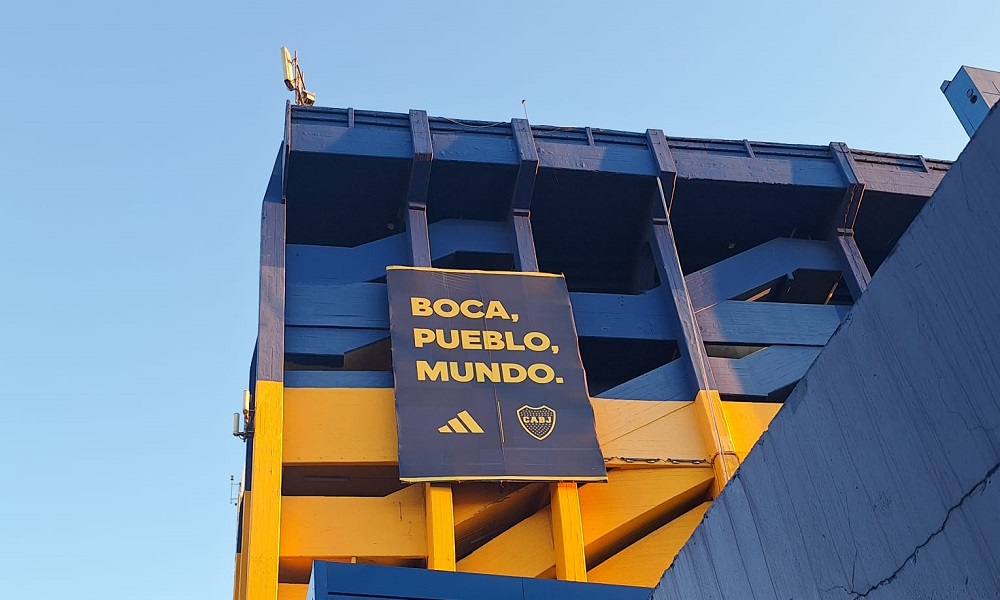 BOCA,
PUEBLO,
MUNDO.
CABJ